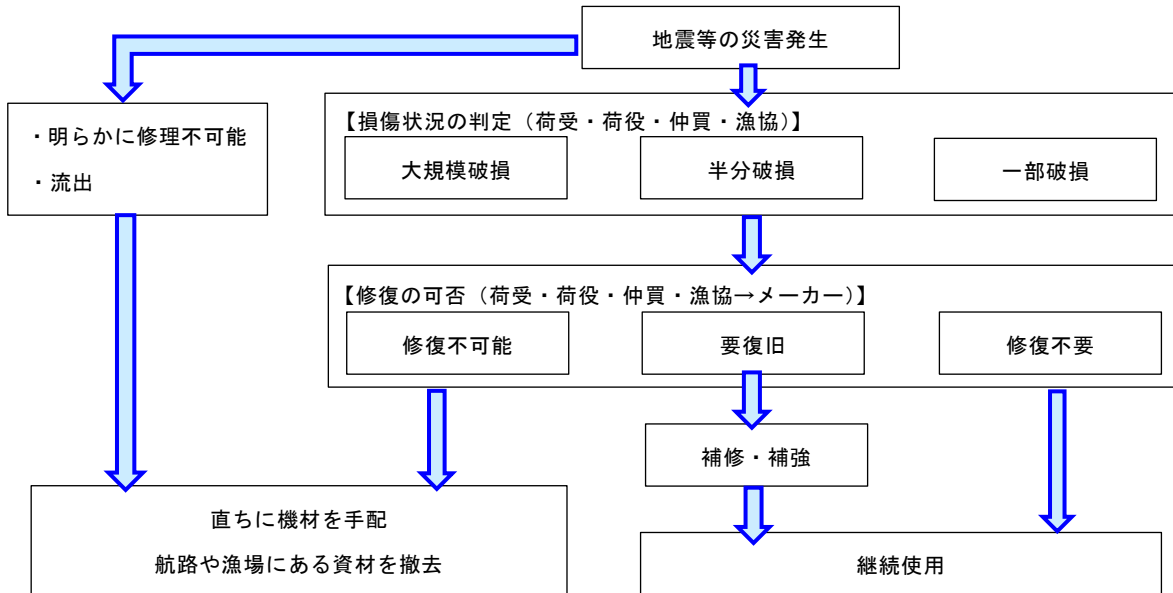 地震等の災害発生
・明らかに修理不可能
・流出
【損傷状況の判定（荷受・荷役・仲買・漁協）】
大規模破損
半分破損
一部破損
【修復の可否（荷受・荷役・仲買・漁協→メーカー）】
修復不可能
要復旧
修復不要
補修・補強
直ちに機材を手配
航路や漁場にある資材を撤去
継続使用